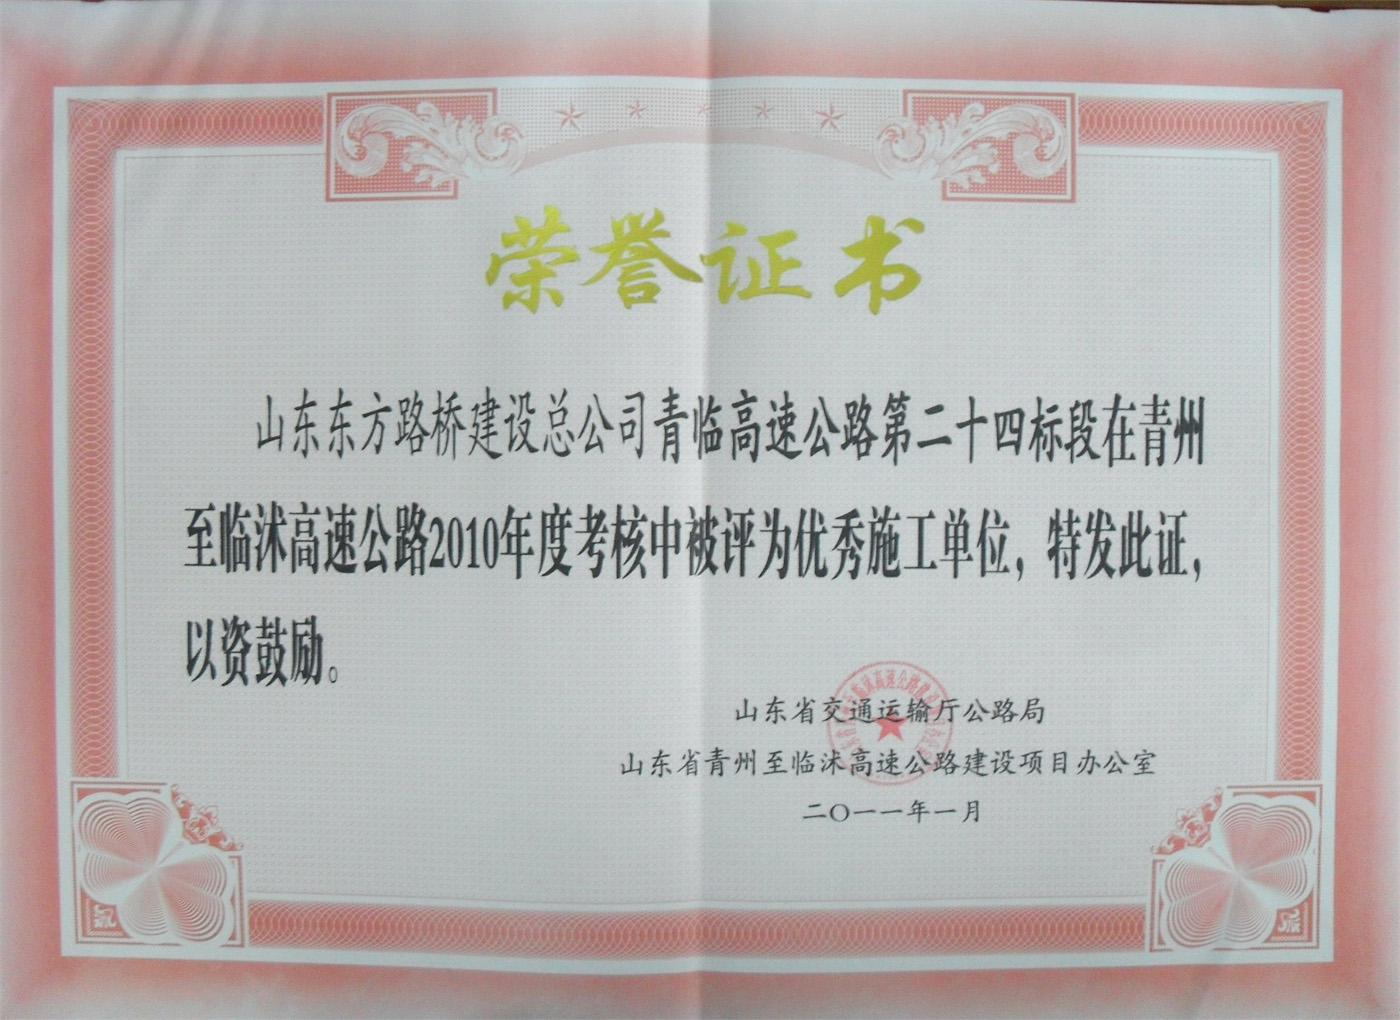 荣誉证书
山东东方路桥建设总公司青临高速公路第二十四标段在青州
至临沭高速公路2010年度考核中被评为优秀施工单位，特发此证，
以资鼓励。
山东省交通运输厅公路局
山东省青州至临沭高速公路建设项目办公室
二〇一一年一月